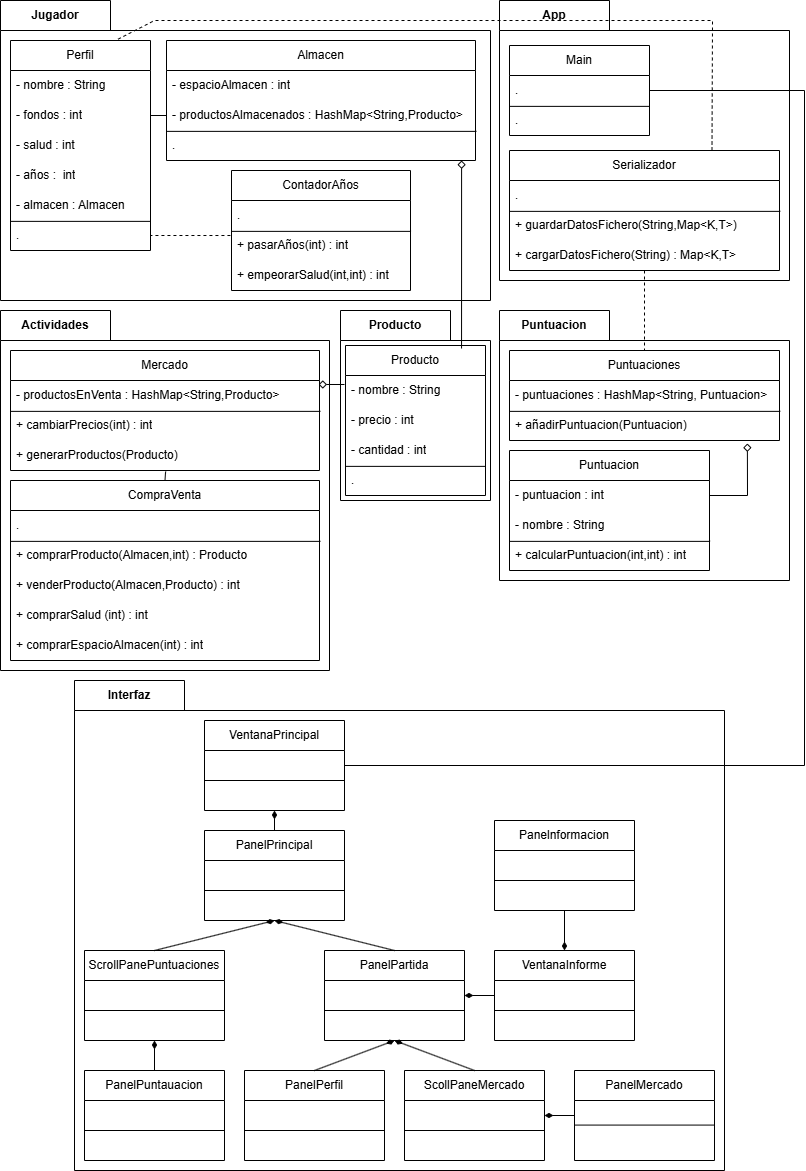 Jugador
Perfil
- nombre : String
- fondos : int
- salud : int
- años :  int
- almacen : Almacen
.
Almacen
- espacioAlmacen : int
- productosAlmacenados : HashMap<String,Producto>
.
ContadorAños
.
+ pasarAños(int) : int
+ empeorarSalud(int,int) : int
App
Main
.
.
Serializador
.
+ guardarDatosFichero(String,Map<K,T>)
+ cargarDatosFichero(String) : Map<K,T>
Actividades
Mercado
- productosEnVenta : HashMap<String,Producto>
+ cambiarPrecios(int) : int
+ generarProductos(Producto)
CompraVenta
.
+ comprarProducto(Almacen,int) : Producto
+ venderProducto(Almacen,Producto) : int
+ comprarSalud (int) : int
+ comprarEspacioAlmacen(int) : int
Producto
Producto
- nombre : String
- precio : int
- cantidad : int
.
Puntuacion
Puntuaciones
- puntuaciones : HashMap<String, Puntuacion>
+ añadirPuntuacion(Puntuacion)
Puntuacion
- puntuacion : int
- nombre : String
+ calcularPuntuacion(int,int) : int
Interfaz
VentanaPrincipal
PanelPrincipal
PaneInformacion
ScrollPanePuntuaciones
PanelPartida
VentanaInforme
PanelPuntauacion
PanelPerfil
ScollPaneMercado
PanelMercado